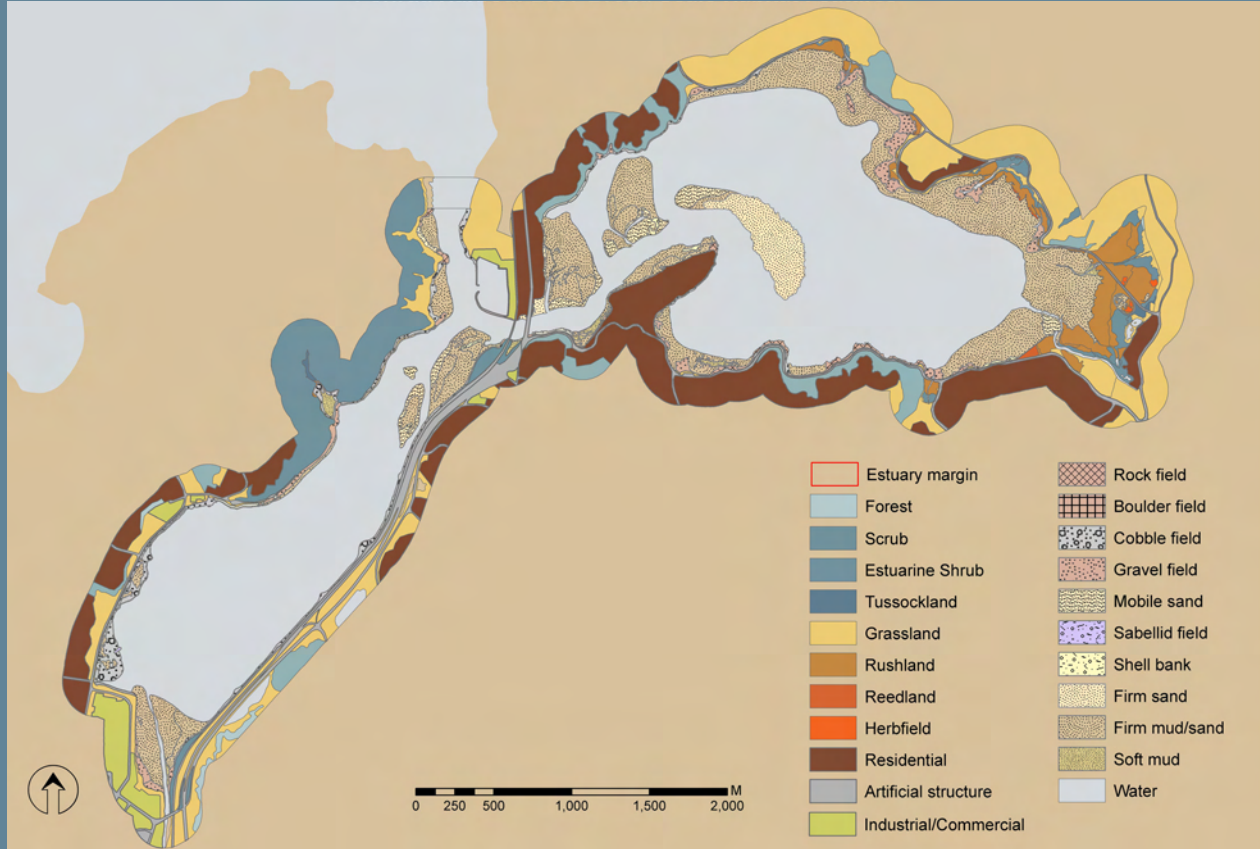 Estuary margin
Forest
Scrub
Estuarine Shrub
Tussockland
Grassland
Rushland
Reedland
Herbfield
Residential
Artificial structure
Industrial/Commercial
Rock field
Boulder field
Cobble field
Gravel field
Mobile sand
Sabellid field
Shell bank
Firm sand
Firm mud/sand
Soft mud
Water
M
0 250 500 1,000 1,500 2,000